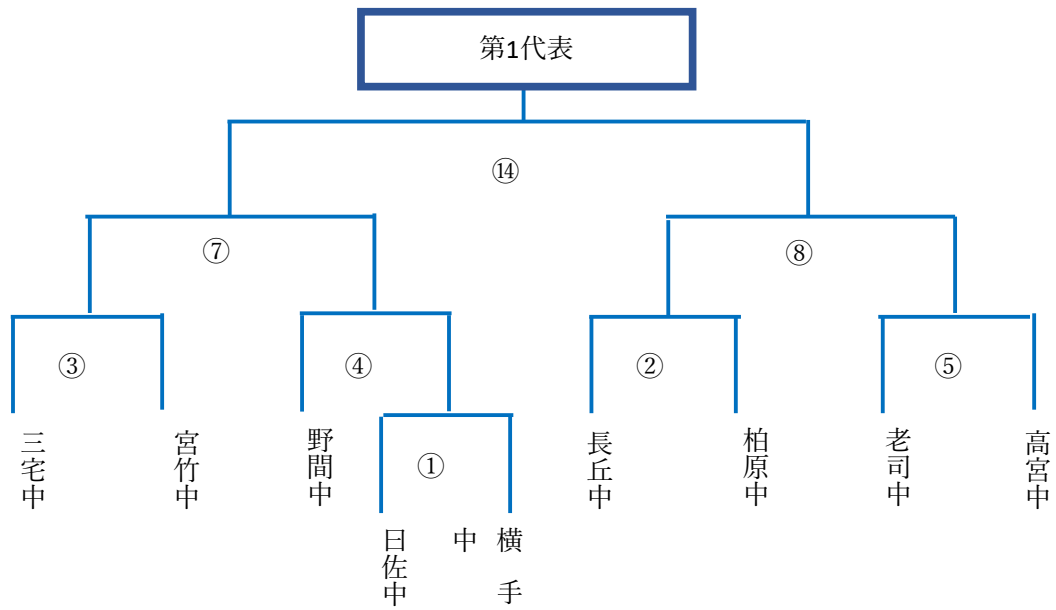 第1代表
⑭
⑦
⑧
③
④
②
⑤
三宅中
宮竹中
野間中
①
長丘中
柏原中
老司中
高宮中
曰佐中
横手中